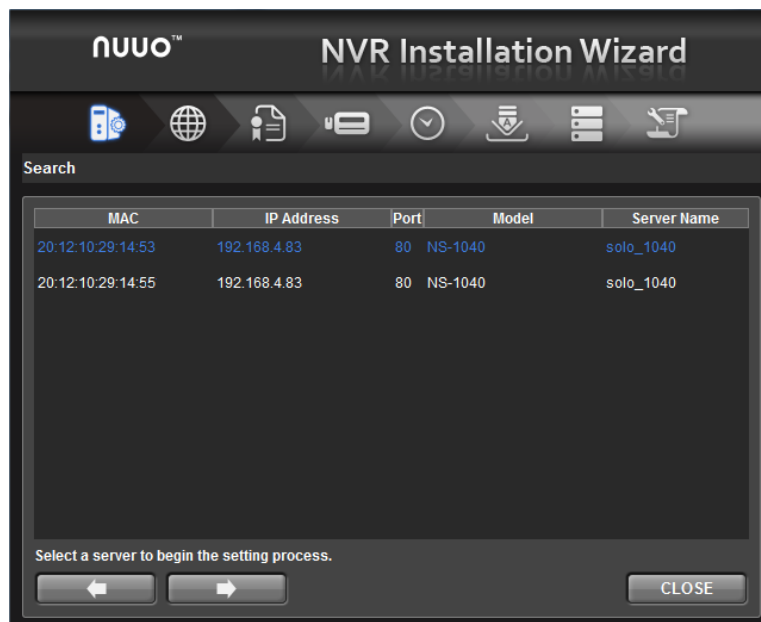 nuuo™ NVR Installation Wizard
Search
MAC IP Address Port Model Server Name
20:12:10:29:14:53 192.168.4.83 80 NS-1040 solo_1040
20:12:10:29:14:55 192.168.4.83 80 NS-1040 solo_1040
Select a server to begin the setting process.
CLOSE